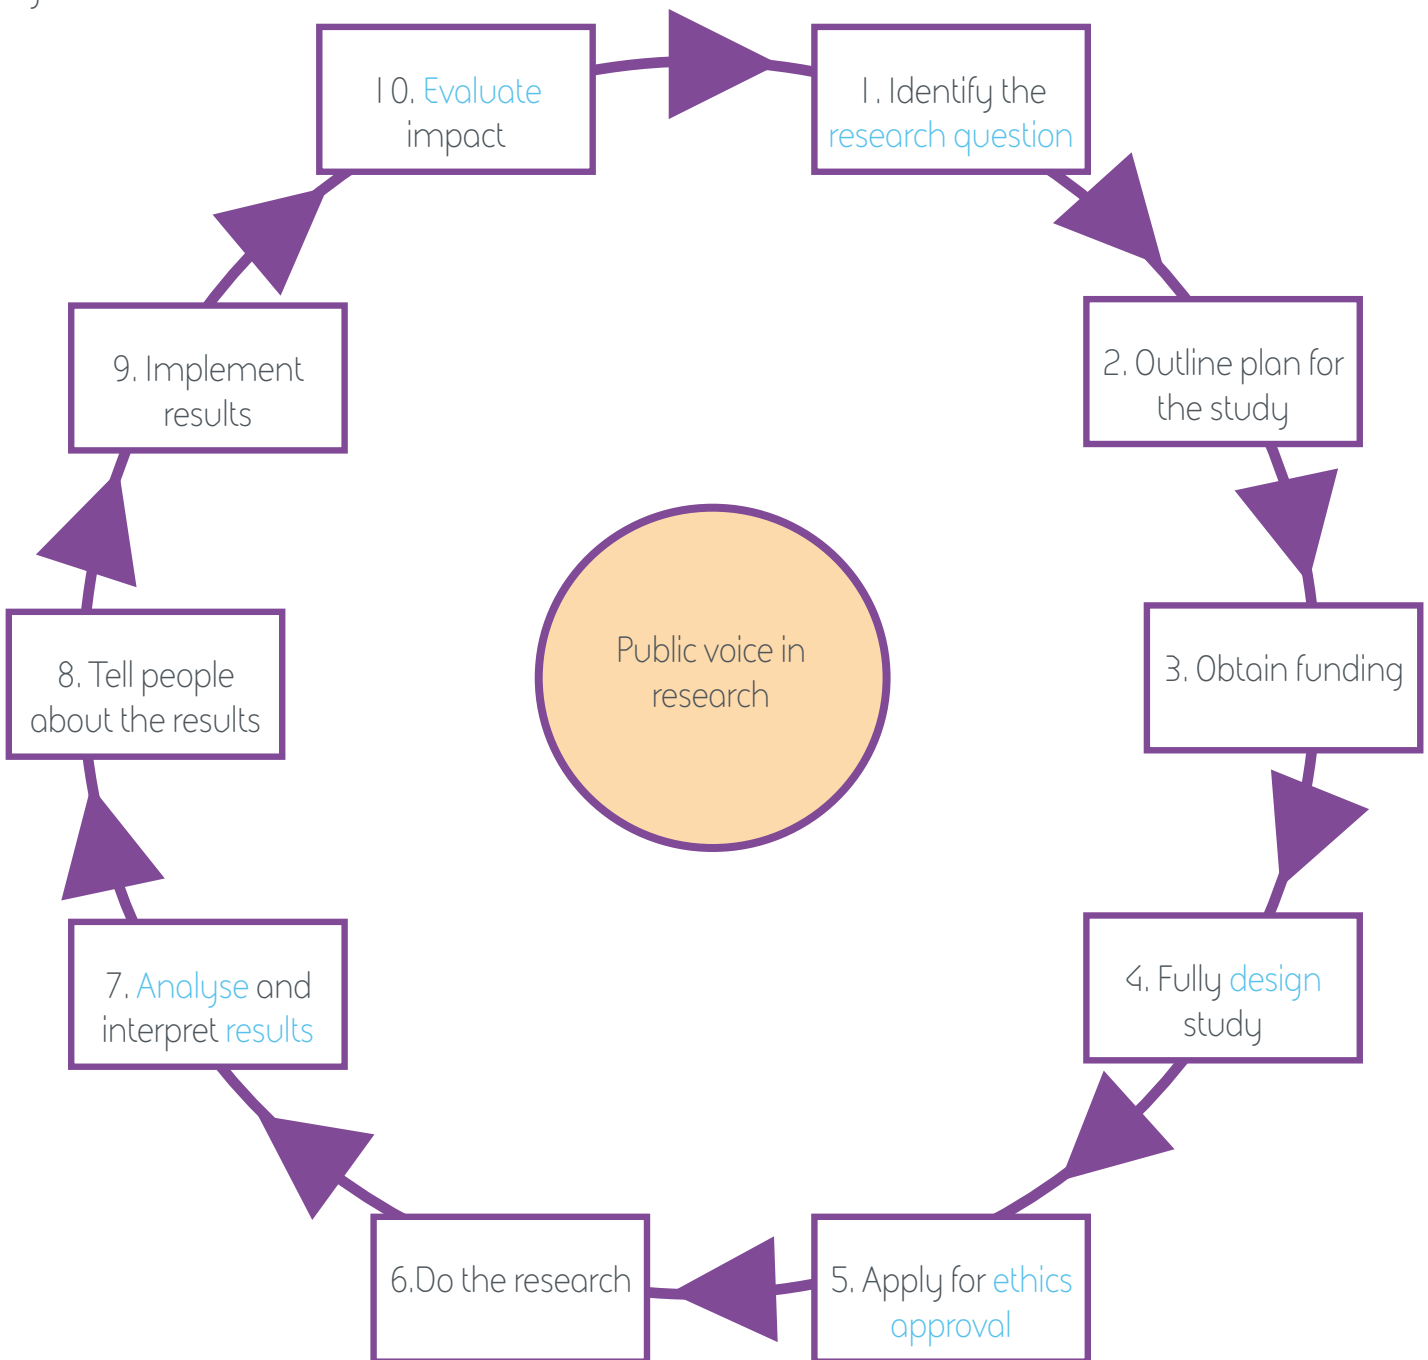 10. Evaluate
impact
1. Identify the
research question
2. Outline plan for
the study
3. Obtain funding
4. Fully design
study
5. Apply for ethics
approval
6.Do the research
7. Analyse and
interpret results
8. Tell people
about the results
9. Implement
results
Public voice in
research